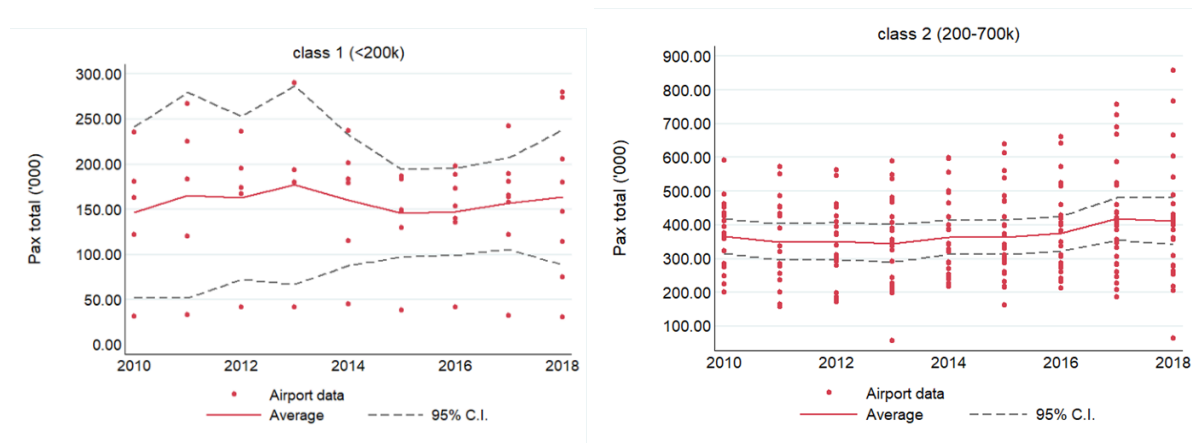 class 1 (<200k)
Pax total ('000)
300.00
250.00
200.00
150.00
100.00
50.00
0.00
2010 2012 2014 2016 2018
Airport data
Average 95% C.I.
class 2 (200-700k)
Pax total ('000)
900.00
800.00
700.00
600.00
500.00
400.00
300.00
200.00
100.00
2010 2012 2014 2016 2018
Airport data
Average 95% C.I.